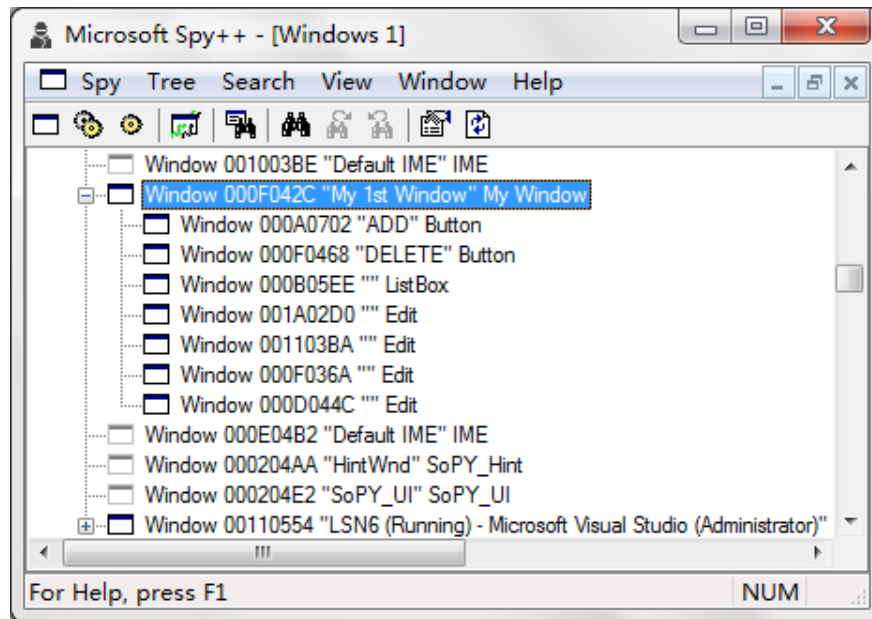 Microsoft Spy++ - [Windows 1]
Spy Tree Search View Window Help
Window 001003BE "Default IME" IME
Window 000F042C "My 1st Window" My Window
Window 000A0702 "ADD" Button
Window 000F0468 "DELETE" Button
Window 000B05EE "" ListBox
Window 001A02D0 "" Edit
Window 001103BA "" Edit
Window 000F036A "" Edit
Window 000D044C "" Edit
Window 000E04B2 "Default IME" IME
Window 000204AA "HintWnd" SoPY_Hint
Window 000204E2 "SoPY_UI" SoPY_UI
Window 00110554 "LSN6 (Running) - Microsoft Visual Studio (Administrator)"
For Help, press F1 NUM